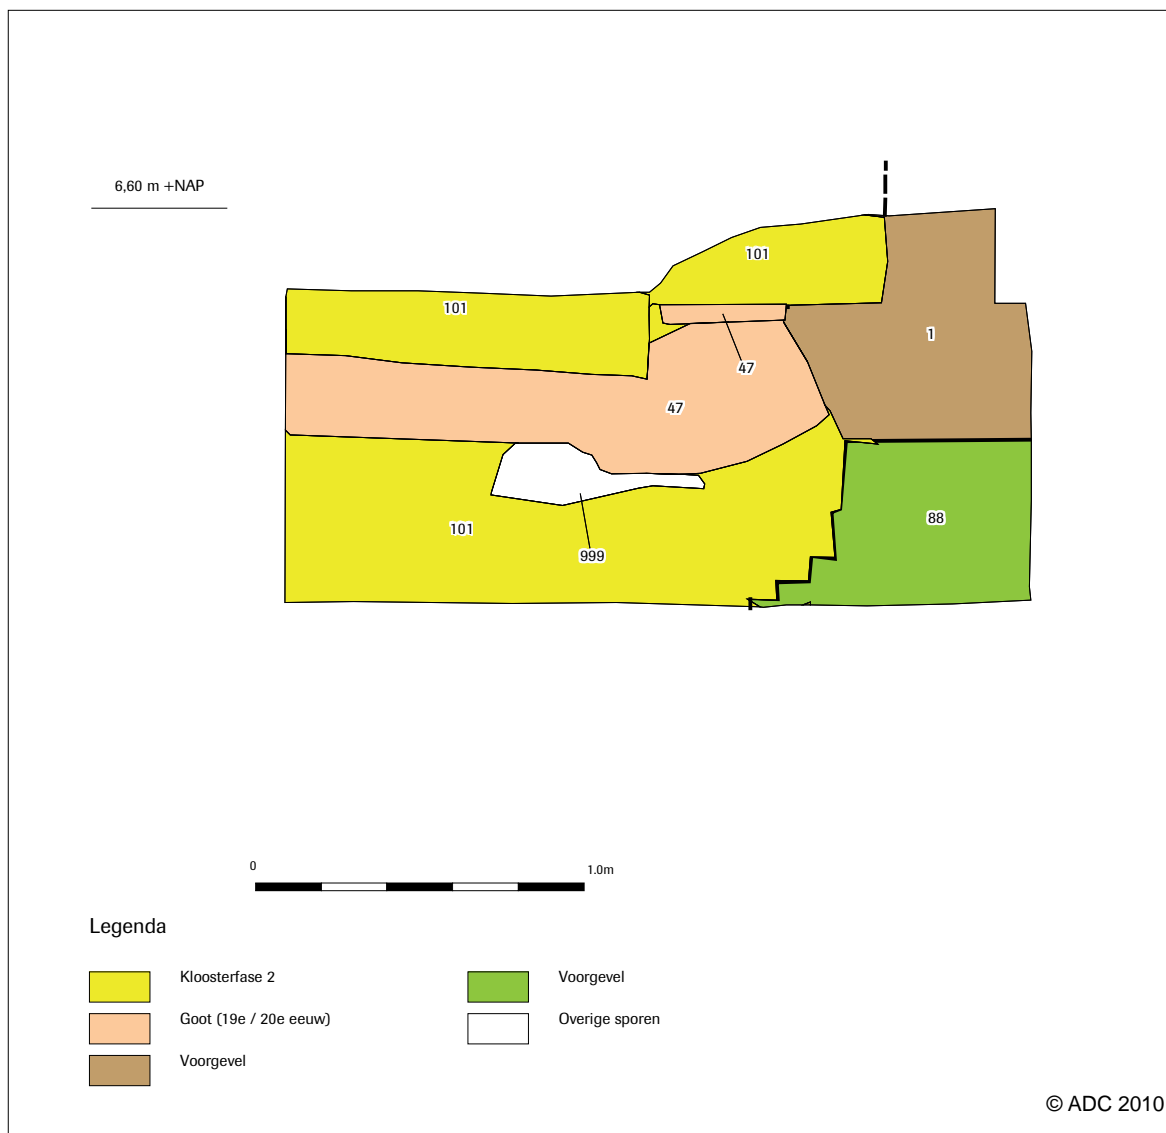 6,60 m +NAP
101
101
1
47
47
88
101
999
0
1.0m
Legenda
Kloosterfase 2
Voorgevel
Goot (19e / 20e eeuw)
Overige sporen
Voorgevel
© ADC 2010